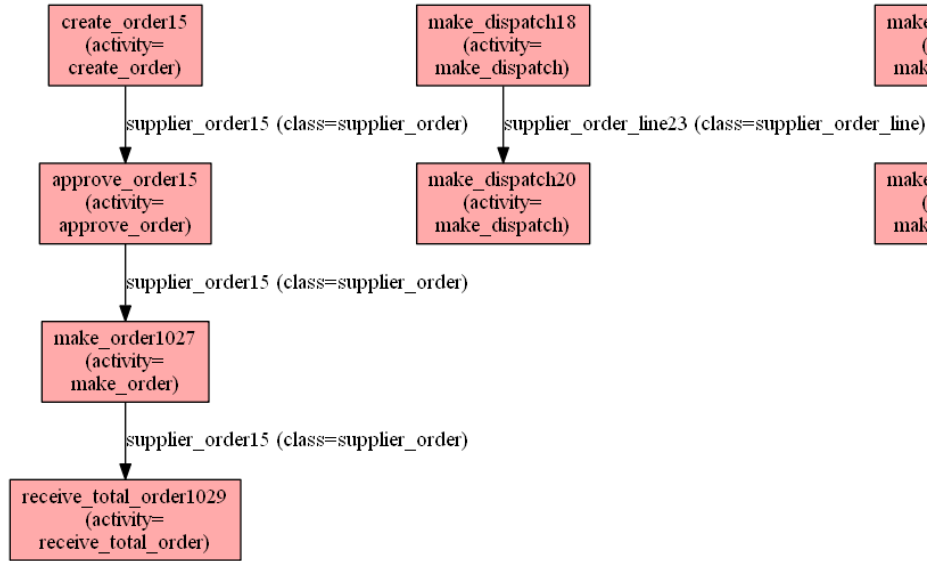 create_order15
(activity=
create_order)
supplier_order15 (class=supplier_order)
approve_order15
(activity=
approve_order)
supplier_order15 (class=supplier_order)
make_order1027
(activity=
make_order)
supplier_order15 (class=supplier_order)
receive_total_order1029
(activity=
receive_total_order)
make_dispatch18
(activity=
make_dispatch)
supplier_order_line23 (class=supplier_order_line)
make_dispatch20
(activity=
make_dispatch)